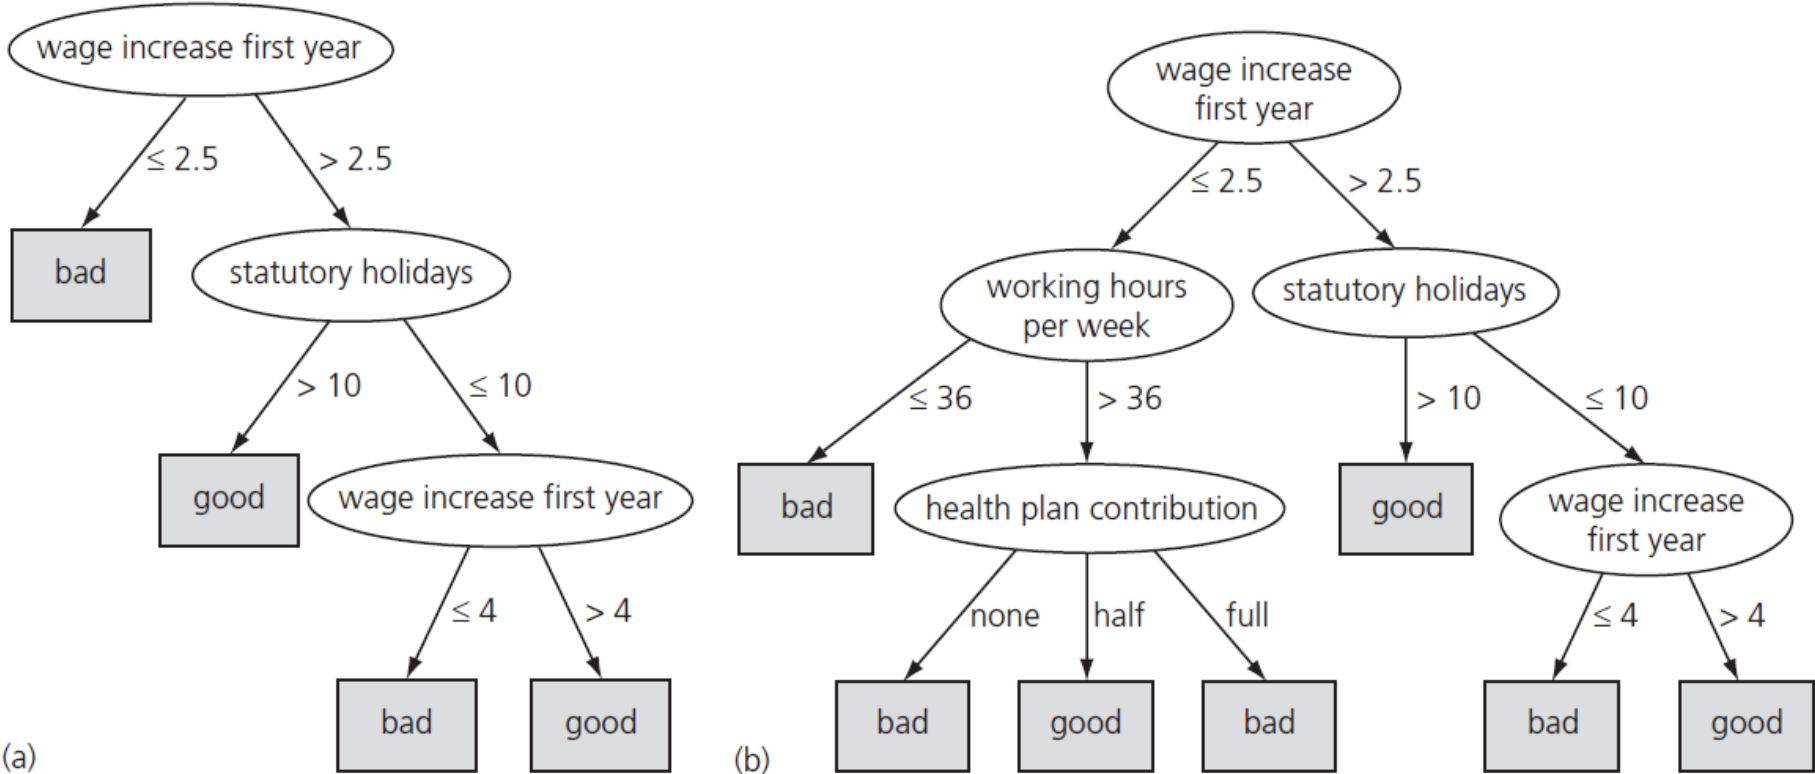 wage increase first year
≤ 2.5
> 2.5
bad
statutory holidays
> 10
≤ 10
good
wage increase first year
≤ 4
> 4
bad
good
(a)
wage increase
first year
≤ 2.5
> 2.5
working hours
per week
statutory holidays
≤ 36
> 36
> 10
≤ 10
bad
health plan contribution
good
wage increase
first year
none
half
full
≤ 4
> 4
bad
good
bad
bad
good
(b)